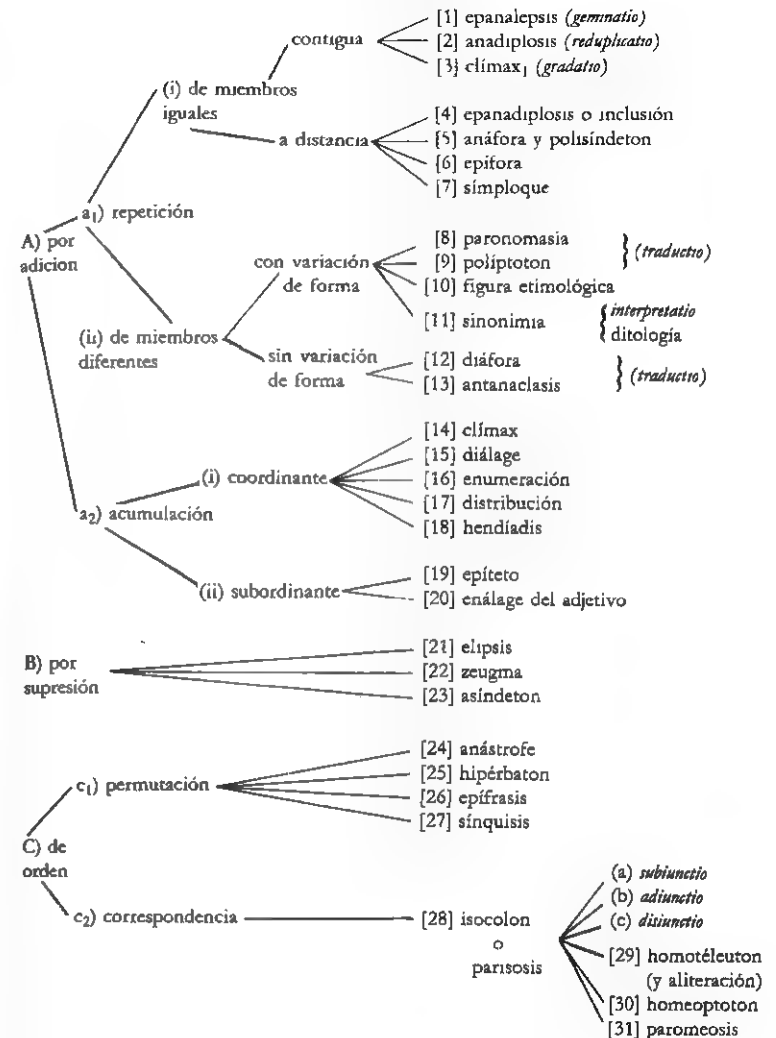 [1] epanalepsis (geminatio)
contigua
[2] anadiplosis (reduplicatio)
[3] clímax₁ (gradatio)
(i) de miembros
iguales
a distancia
[4] epanadiplosis o inclusión
[5] anáfora y polisíndeton
[6] epifora
[7] símploque
a₁) repetición
A) por
adicion
con variación
de forma
[8] paronomasia
[9] políptoton
(traductio)
[10] figura etimológica
[11] sinonimia
interpretatio
ditología
(ii) de miembros
diferentes
sin variación
de forma
[12] diáfora
[13] antanaclasis
(traductio)
a₂) acumulación
(i) coordinante
[14] clímax
[15] diálage
[16] enumeración
[17] distribución
[18] hendíadis
(ii) subordinante
[19] epíteto
[20] enálage del adjetivo
B) por
supresión
[21] elipsis
[22] zeugma
[23] asíndeton
C) de
orden
c₁) permutación
[24] anástrofe
[25] hipérbaton
[26] epífrasis
[27] sínquisis
c₂) correspondencia
[28] isocolon
o
parisosis
(a) subiunctio
(b) adiunctio
(c) disiunctio
[29] homotéleuton
(y aliteración)
[30] homeoptoton
[31] paromeosis